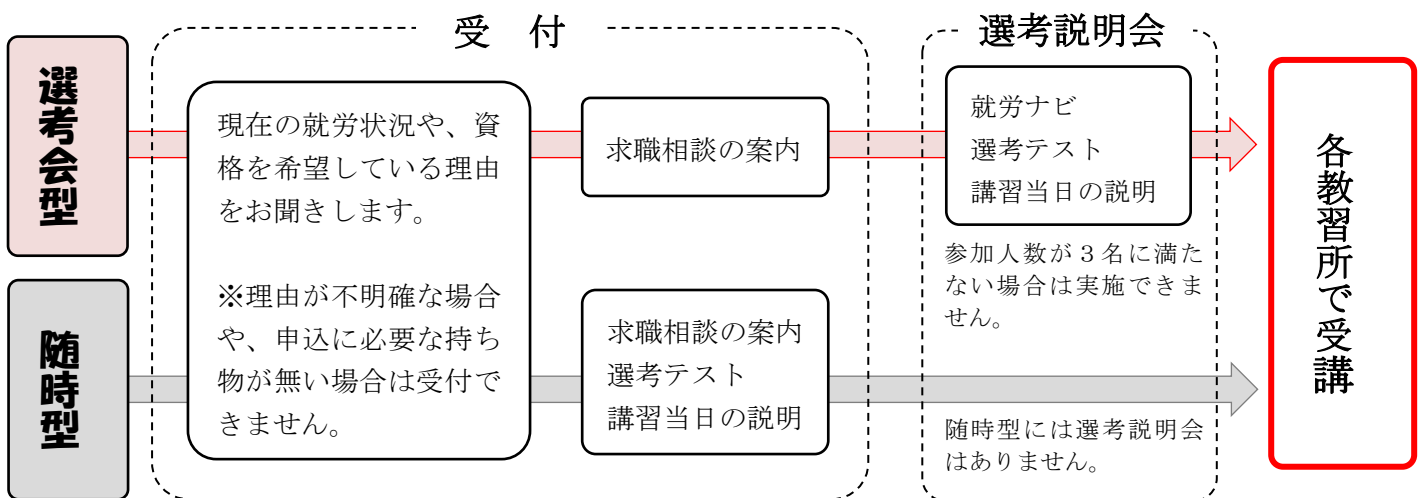 受　付
選考説明会
選考会型
現在の就労状況や、資
格を希望している理由
をお聞きします。
※理由が不明確な場合
や、申込に必要な持ち
物が無い場合は受付で
きません。
求職相談の案内
就労ナビ
選考テスト
講習当日の説明
参加人数が３名に満た
ない場合は実施できま
せん。
随時型
求職相談の案内
選考テスト
講習当日の説明
随時型には選考説明会
はありません。
各教習所で受講